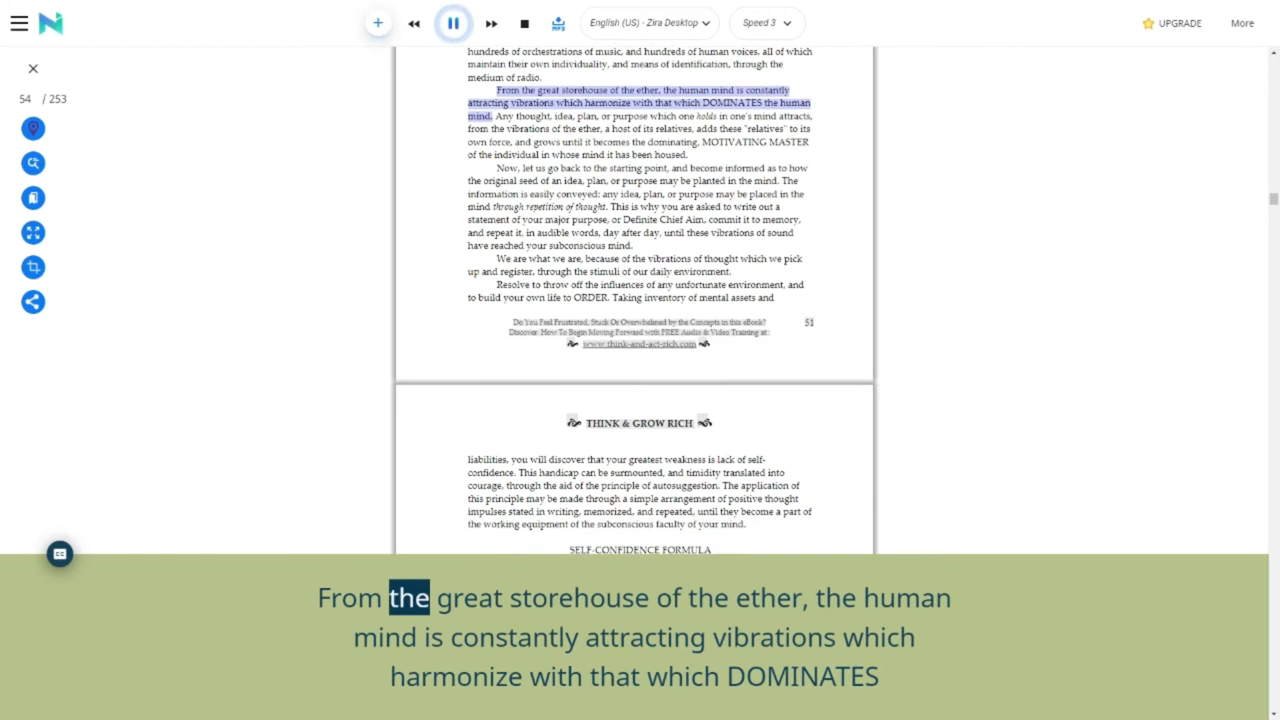 English (US) - Zira Desktop
Speed 3
UPGRADE
More
54 / 253
hundreds of orchestrations of music, and hundreds of human voices, all of which
maintain their own individuality, and means of identification, through the
medium of radio.
From the great storehouse of the ether, the human mind is constantly
attracting vibrations which harmonize with that which DOMINATES the human
mind. Any thought, idea, plan, or purpose which one holds in one's mind attracts,
from the vibrations of the ether, a host of its relatives, adds these "relatives" to its
own force, and grows until it becomes the dominating, MOTIVATING MASTER
of the individual in whose mind it has been housed.
Now, let us go back to the starting point, and become informed as to how
the original seed of an idea, plan, or purpose may be planted in the mind. The
information is easily conveyed: any idea, plan, or purpose may be placed in the
mind through repetition of thought. This is why you are asked to write out a
statement of your major purpose, or Definite Chief Aim, commit it to memory,
and repeat it, in audible words, day after day, until these vibrations of sound
have reached your subconscious mind.
We are what we are, because of the vibrations of thought which we pick
up and register, through the stimuli of our daily environment.
Resolve to throw off the influences of any unfortunate environment, and
to build your own life to ORDER. Taking inventory of mental assets and
Do You Feel Frustrated, Stuck Or Overwhelmed by the Concepts in this eBook?
51
Discover: How To Begin Moving Forward with FREE Audio & Video Training at:
www.think-and-act-rich.com
THINK & GROW RICH
liabilities, you will discover that your greatest weakness is lack of self-
confidence. This handicap can be surmounted, and timidity translated into
courage, through the aid of the principle of autosuggestion. The application of
this principle may be made through a simple arrangement of positive thought
impulses stated in writing, memorized, and repeated, until they become a part of
the working equipment of the subconscious faculty of your mind.
SELF-CONFIDENCE FORMULA
CC
From the great storehouse of the ether, the human
mind is constantly attracting vibrations which
harmonize with that which DOMINATES